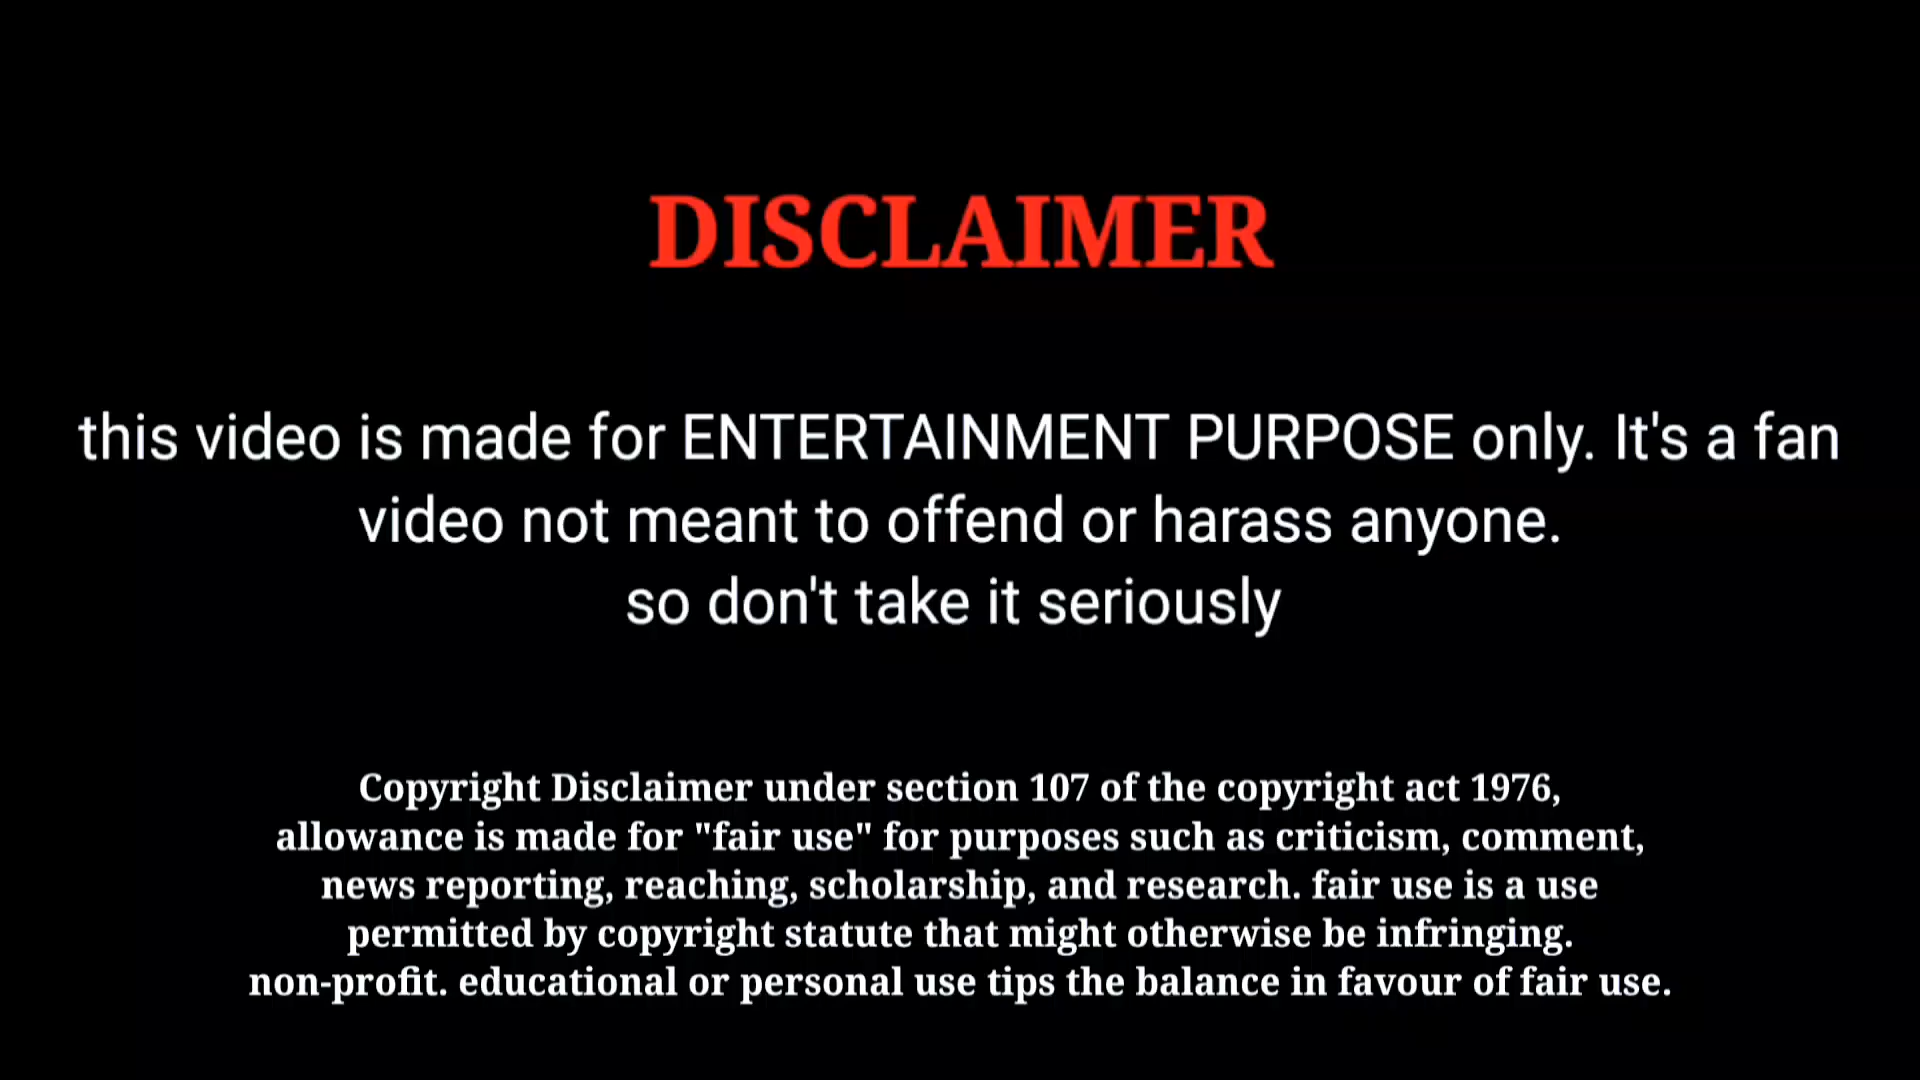 DISCLAIMER
this video is made for ENTERTAINMENT PURPOSE only. It's a fan
video not meant to offend or harass anyone.
so don't take it seriously
Copyright Disclaimer under section 107 of the copyright act 1976,
allowance is made for "fair use" for purposes such as criticism, comment,
news reporting, reaching, scholarship, and research. fair use is a use
permitted by copyright statute that might otherwise be infringing.
non-profit. educational or personal use tips the balance in favour of fair use.